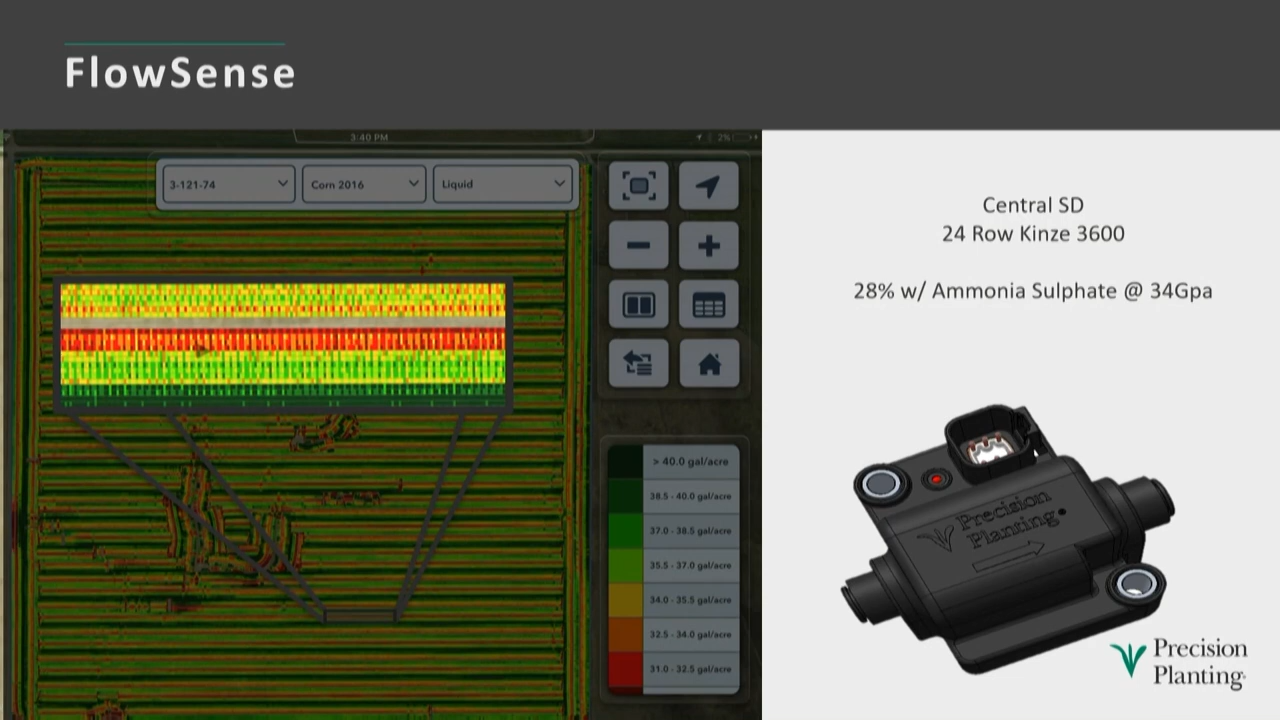 FlowSense
3:40 PM
2%
3-121-74
Corn 2016
Liquid
> 40.0 gal/acre
38.5 - 40.0 gal/acre
37.0 - 38.5 gal/acre
35.5 - 37.0 gal/acre
34.0 - 35.5 gal/acre
32.5 - 34.0 gal/acre
31.0 - 32.5 gal/acre
Central SD
24 Row Kinze 3600
28% w/ Ammonia Sulphate @ 34Gpa
Precision
Planting
Precision
Planting